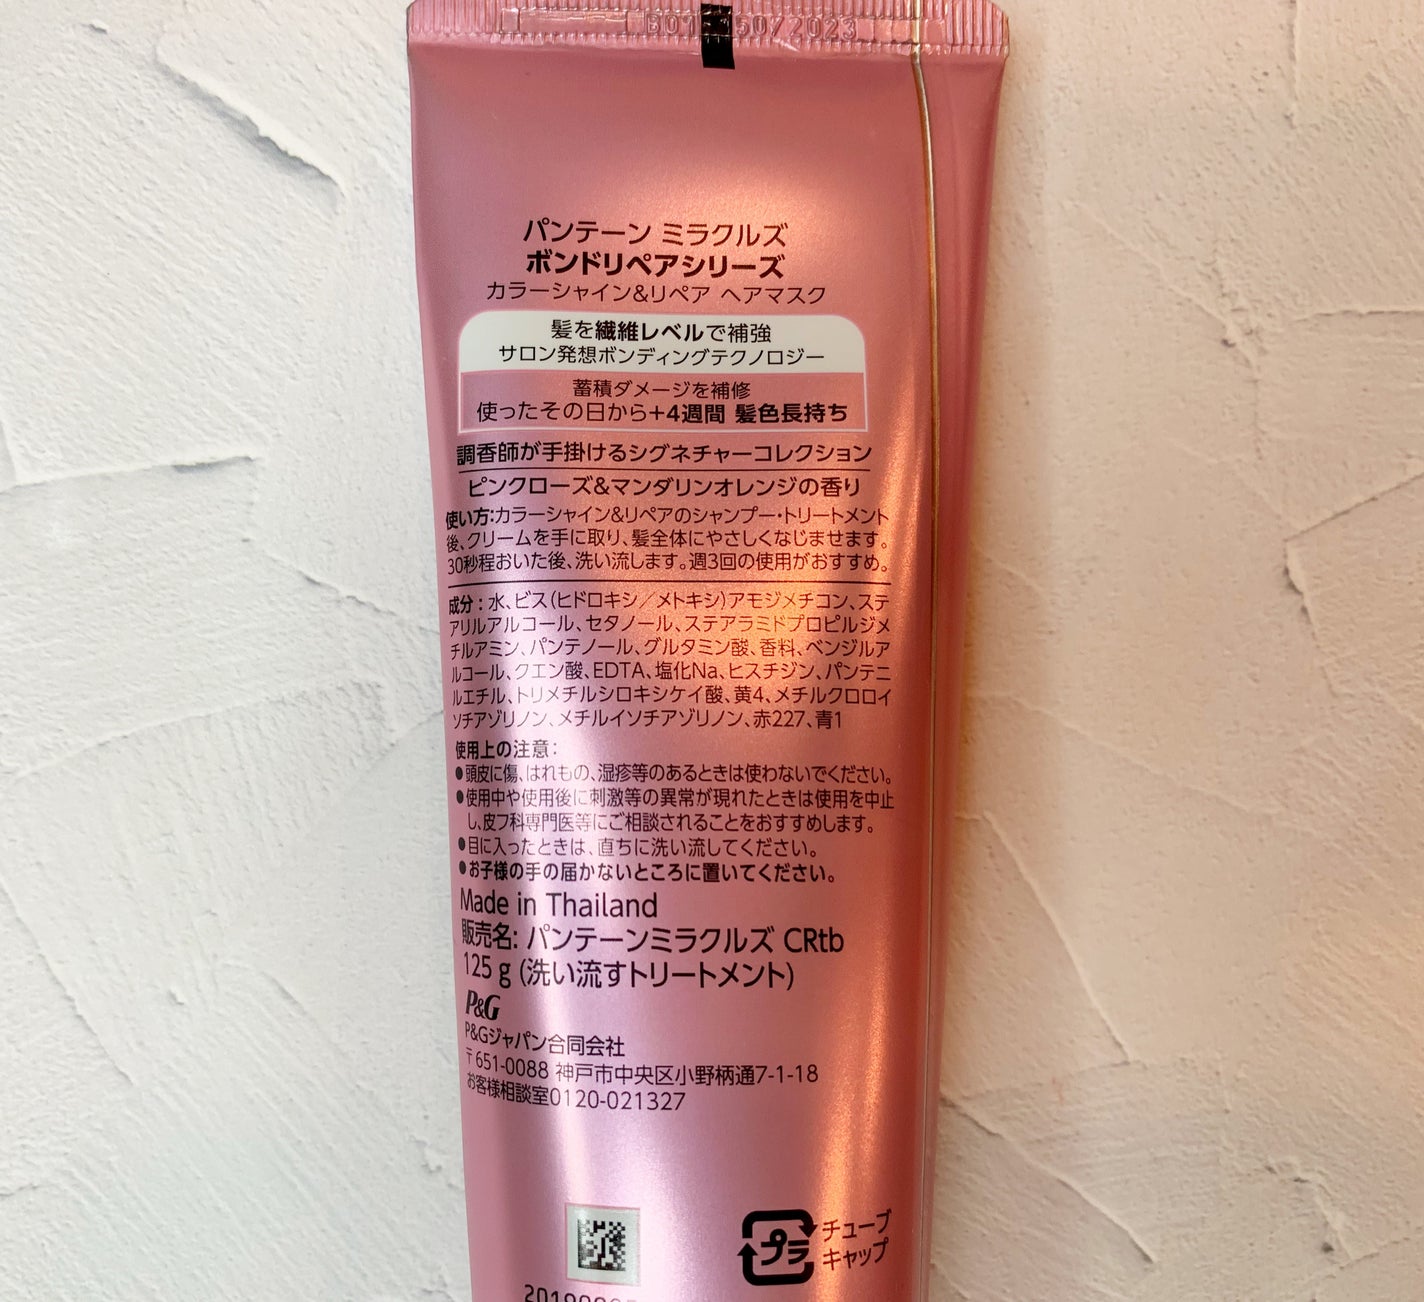 50/2023
パンテーン ミラクルズ
ボンドリペアシリーズ
カラーシャイン&リペア ヘアマスク
髪を繊維レベルで補強
サロン発想ボンディングテクノロジー
蓄積ダメージを補修
使ったその日から+4週間 髪色長持ち
調香師が手掛けるシグネチャーコレクション
ピンクローズ&マンダリンオレンジの香り
使い方:カラーシャイン&リペアのシャンプー・トリートメント
後、クリームを手に取り、髪全体にやさしくなじませます。
30秒程おいた後、洗い流します。週3回の使用がおすすめ。
成分：水、ビス(ヒドロキシ／メトキシ)アモジメチコン、ステ
アリルアルコール、セタノール、ステアラミドプロピルジメ
チルアミン、パンテノール、グルタミン酸、香料、ベンジルア
ルコール、クエン酸、EDTA、塩化Na、ヒスチジン、パンテニ
ルエチル、トリメチルシロキシケイ酸、黄4、メチルクロロイ
ソチアゾリノン、メチルイソチアゾリノン、赤227、青1
使用上の注意：
●頭皮に傷、はれもの、湿疹等のあるときは使わないでください。
●使用中や使用後に刺激等の異常が現れたときは使用を中止
し、皮フ科専門医等にご相談されることをおすすめします。
●目に入ったときは、直ちに洗い流してください。
●お子様の手の届かないところに置いてください。
Made in Thailand
販売名: パンテーンミラクルズ CRtb
125 g (洗い流すトリートメント)
P&G
P&Gジャパン合同会社
〒651-0088 神戸市中央区小野柄通7-1-18
お客様相談室0120-021327
プラ
チューブ
キャップ